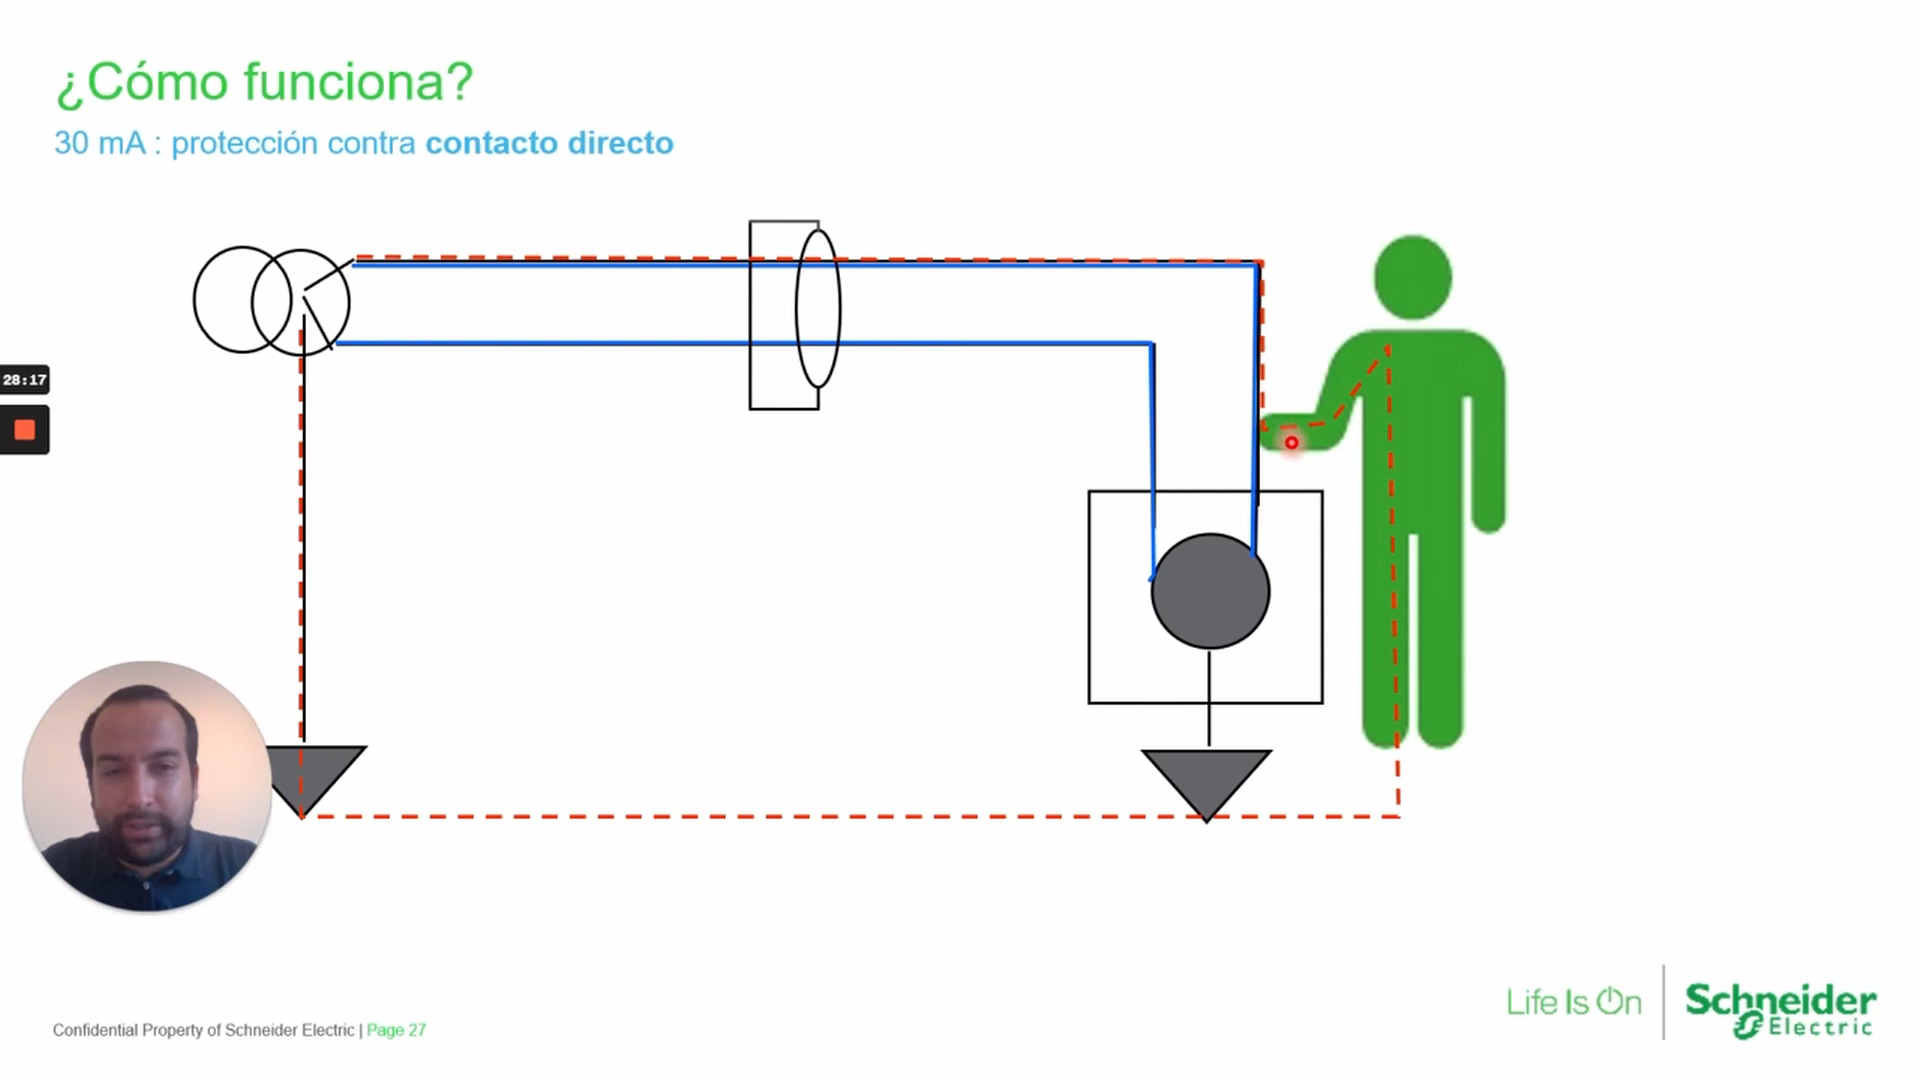 ¿Cómo funciona?
30 mA : protección contra contacto directo
28:17
Confidential Property of Schneider Electric | Page 27
Life Is On
Schneider
Electric